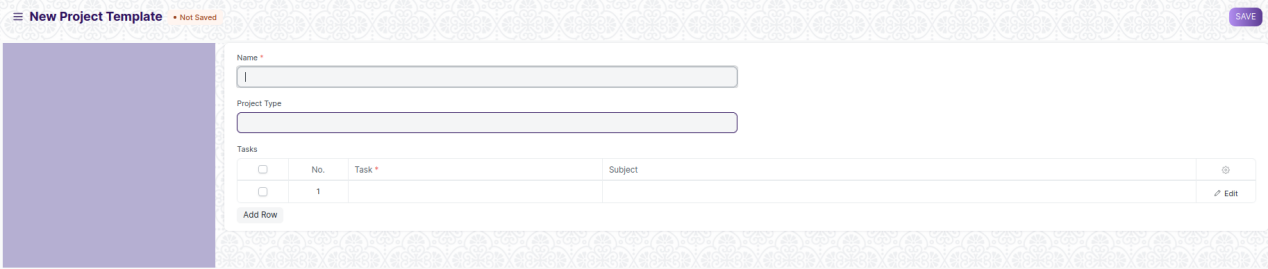 New Project Template • Not Saved SAVE
Name *
Project Type
Tasks
No. Task * Subject
1 Edit
Add Row